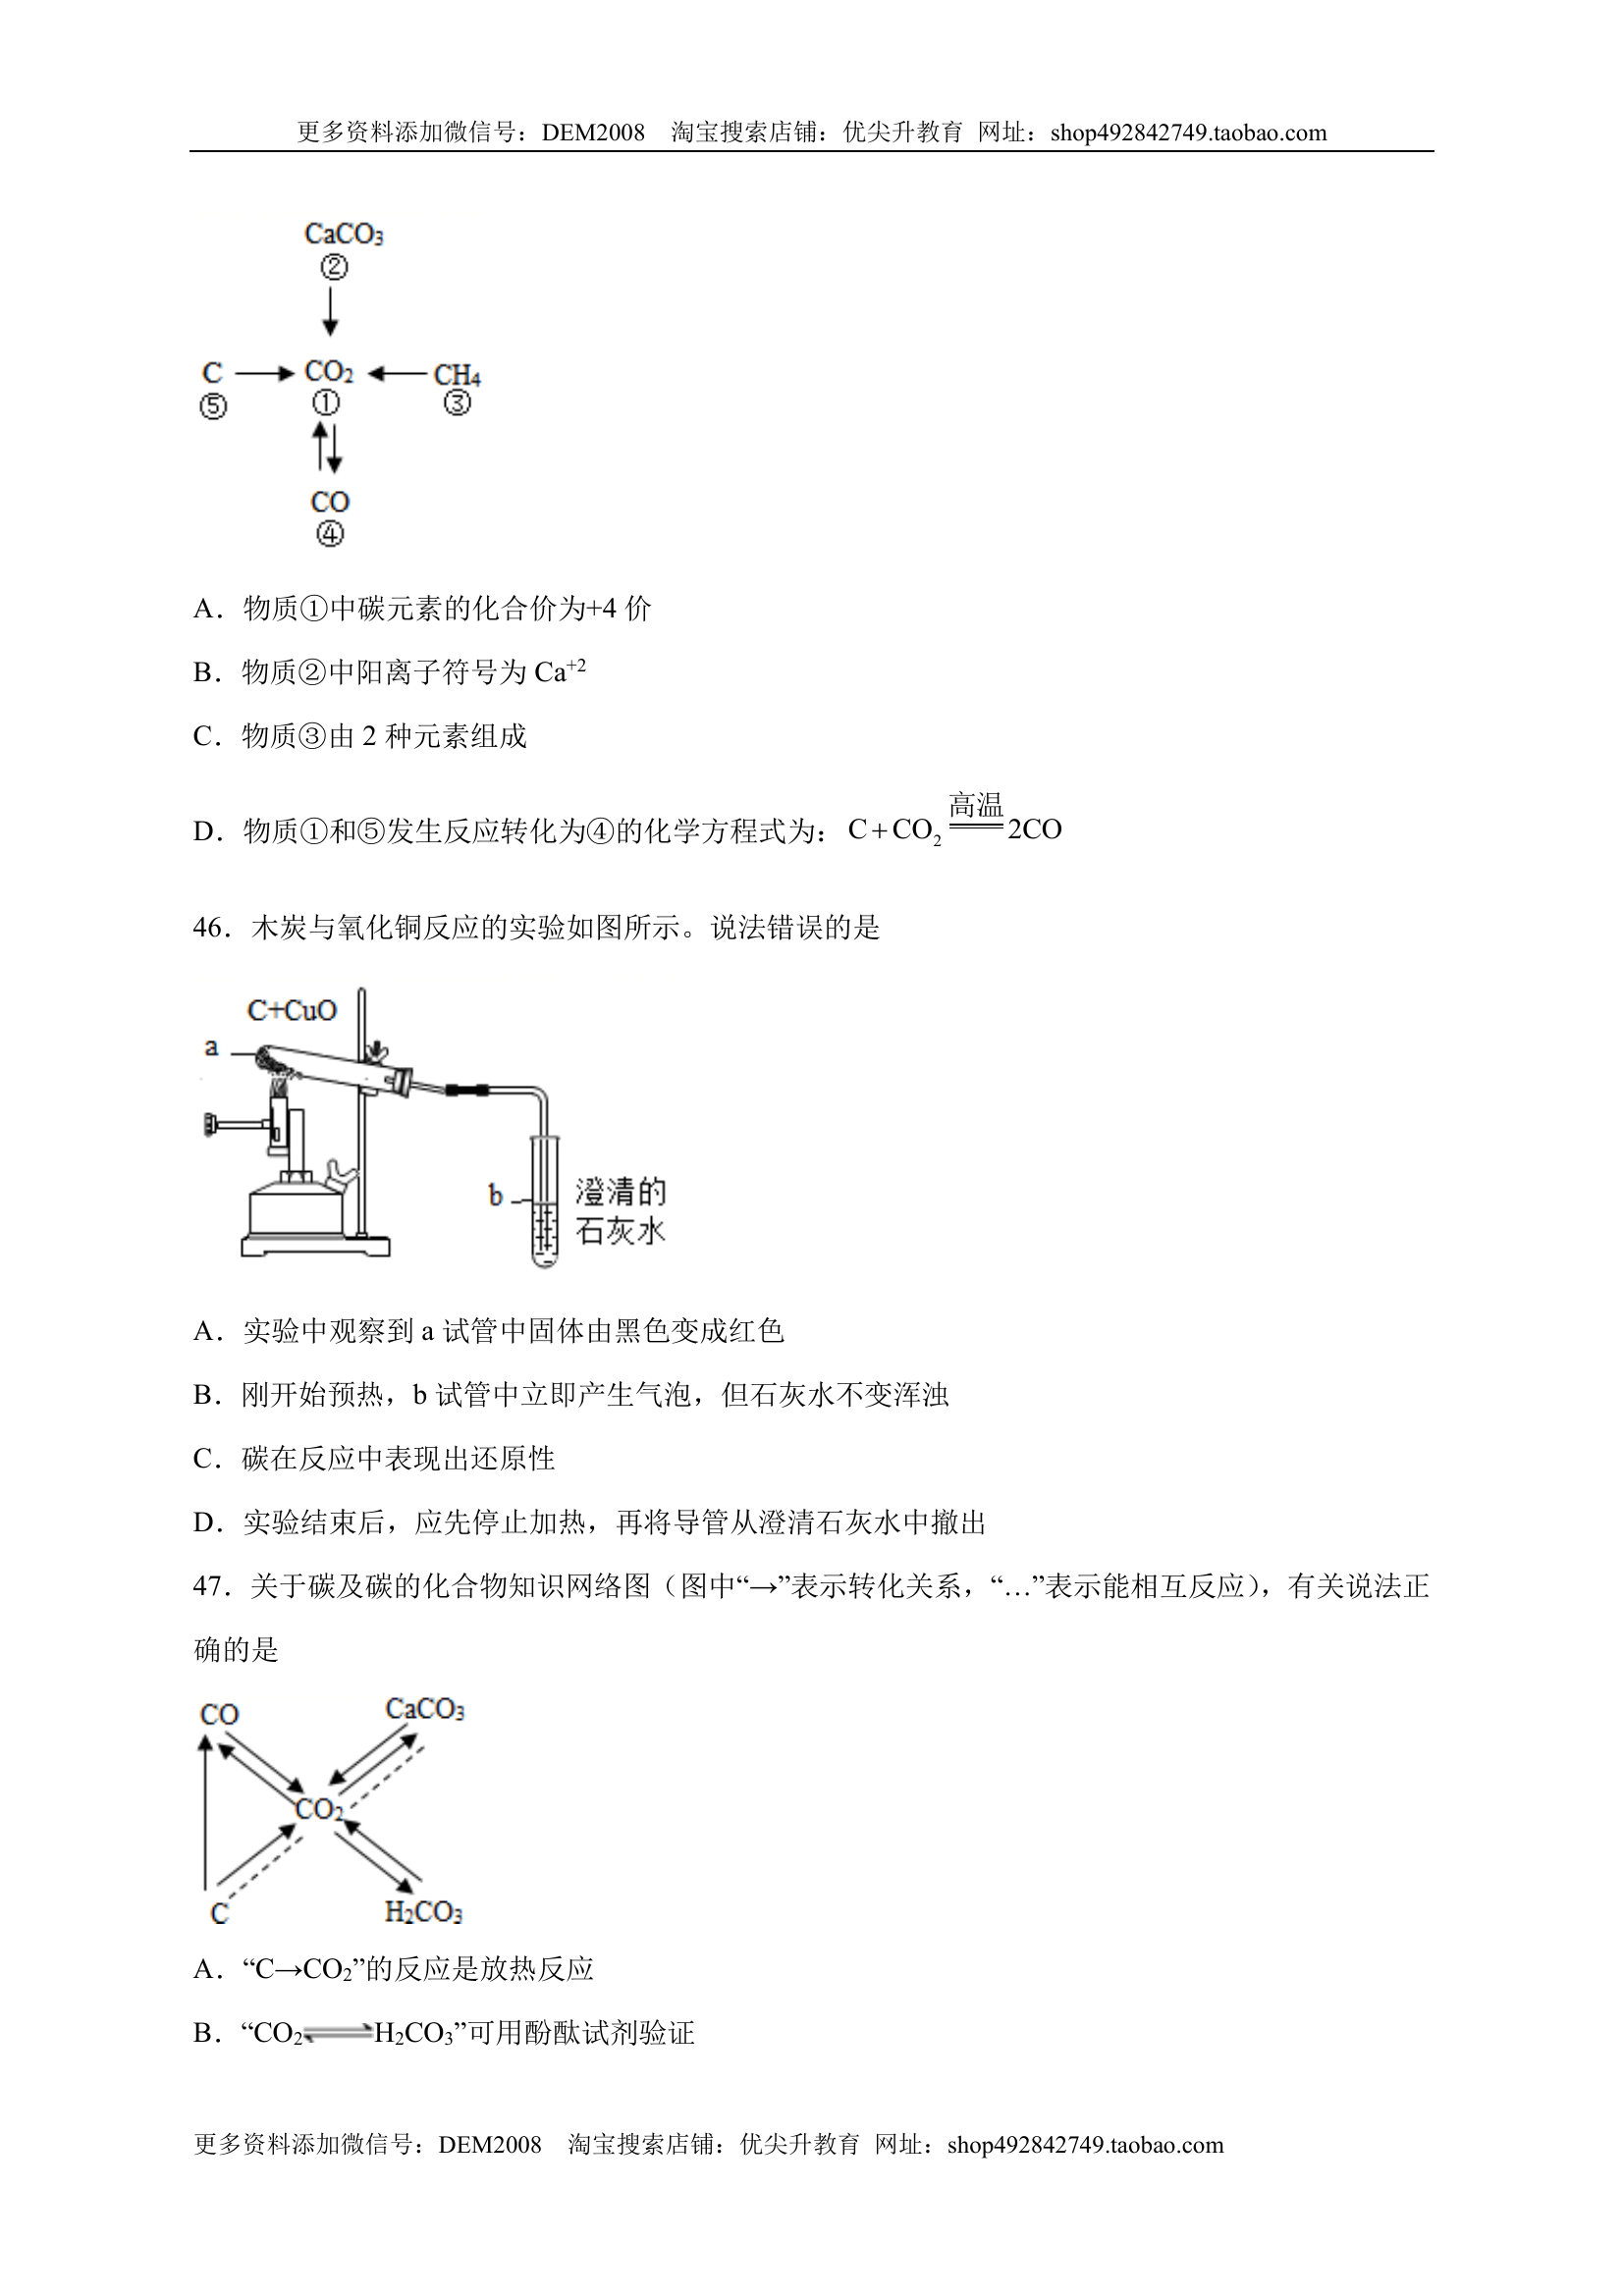 更多资料添加微信号：DEM2008 淘宝搜索店铺：优尖升教育 网址：shop492842749.taobao.com
CaCO₃
②
C CO₂ CH₄
⑤ ① ③
CO
④
A．物质①中碳元素的化合价为+4 价
B．物质②中阳离子符号为 Ca⁺²
C．物质③由 2 种元素组成
D．物质①和⑤发生反应转化为④的化学方程式为：C+CO₂ 高温 2CO
46．木炭与氧化铜反应的实验如图所示。说法错误的是
C+CuO
a
b 澄清的
石灰水
A．实验中观察到 a 试管中固体由黑色变成红色
B．刚开始预热，b 试管中立即产生气泡，但石灰水不变浑浊
C．碳在反应中表现出还原性
D．实验结束后，应先停止加热，再将导管从澄清石灰水中撤出
47．关于碳及碳的化合物知识网络图（图中“→”表示转化关系，“…”表示能相互反应），有关说法正
确的是
CO CaCO₃
CO₂
C H₂CO₃
A．“C→CO₂”的反应是放热反应
B．“CO₂⇌H₂CO₃”可用酚酞试剂验证
更多资料添加微信号：DEM2008 淘宝搜索店铺：优尖升教育 网址：shop492842749.taobao.com